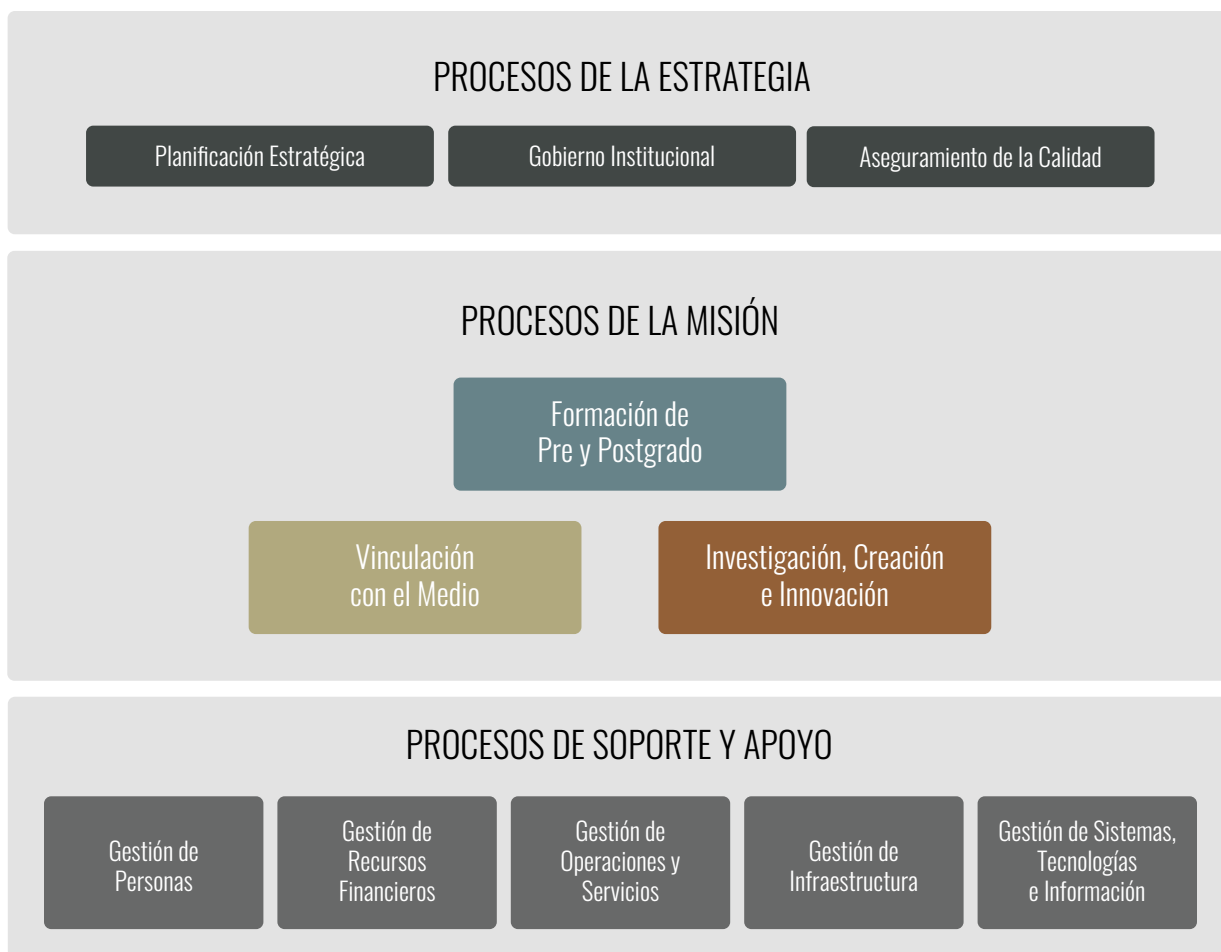 PROCESOS DE LA ESTRATEGIA
Planificación Estratégica
Gobierno Institucional
Aseguramiento de la Calidad
PROCESOS DE LA MISIÓN
Formación de
Pre y Postgrado
Vinculación
con el Medio
Investigación, Creación
e Innovación
PROCESOS DE SOPORTE Y APOYO
Gestión de
Personas
Gestión de
Recursos
Financieros
Gestión de
Operaciones y
Servicios
Gestión de
Infraestructura
Gestión de Sistemas,
Tecnologías
e Información